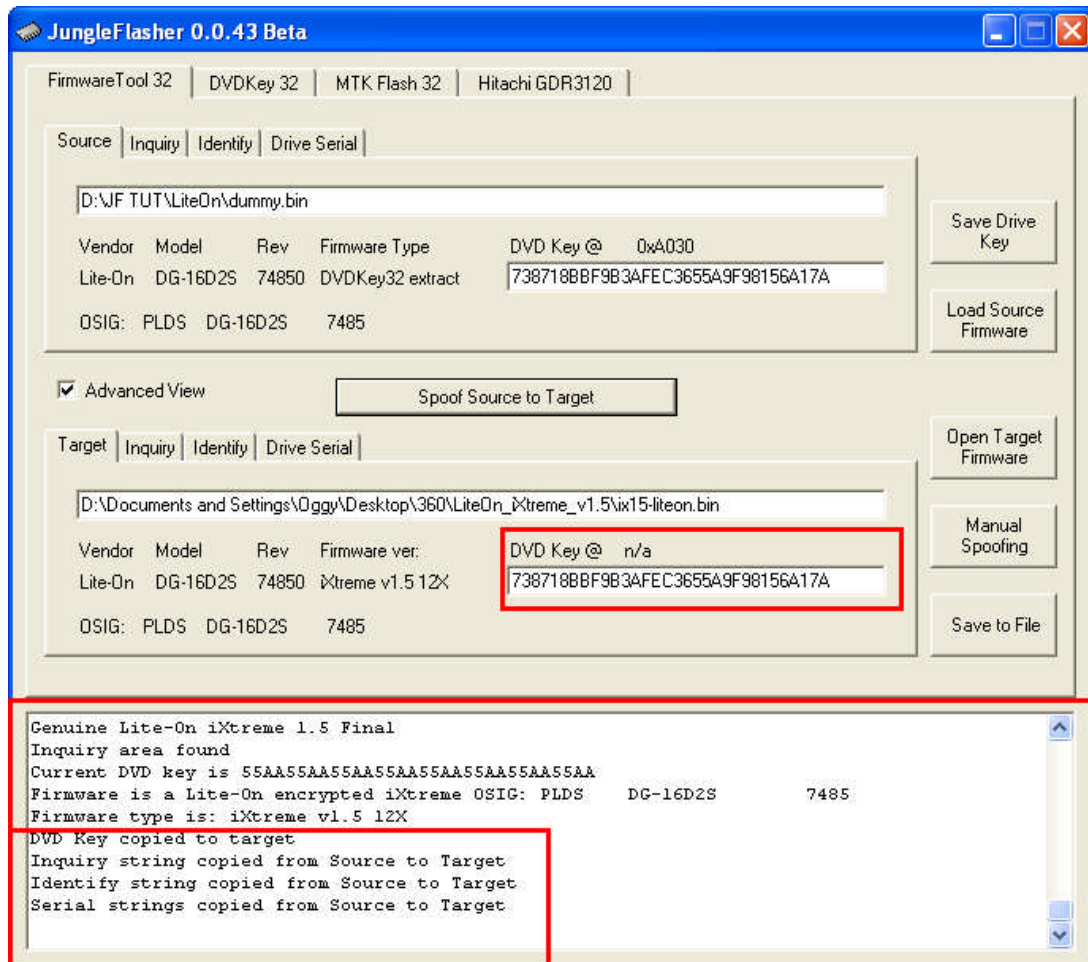 JungleFlasher 0.0.43 Beta
FirmwareTool 32 DVDKey 32 MTK Flash 32 Hitachi GDR3120
Source Inquiry Identify Drive Serial
D:\JF TUT\LiteOn\dummy.bin
Vendor Model Rev Firmware Type DVD Key @ 0xA030
Lite-On DG-16D2S 74850 DVDKey32 extract 738718BBF9B3AFEC3655A9F98156A17A
OSIG: PLDS DG-16D2S 7485
Save Drive
Key
Load Source
Firmware
Advanced View Spoof Source to Target
Target Inquiry Identify Drive Serial
D:\Documents and Settings\Oggy\Desktop\360\LiteOn_iXtreme_v1.5\ix15-liteon.bin
Vendor Model Rev Firmware ver: DVD Key @ n/a
Lite-On DG-16D2S 74850 iXtreme v1.5 12X 738718BBF9B3AFEC3655A9F98156A17A
OSIG: PLDS DG-16D2S 7485
Open Target
Firmware
Manual
Spoofing
Save to File
Genuine Lite-On iXtreme 1.5 Final
Inquiry area found
Current DVD key is 55AA55AA55AA55AA55AA55AA55AA55AA
Firmware is a Lite-On encrypted iXtreme OSIG: PLDS DG-16D2S 7485
Firmware type is: iXtreme v1.5 12X
DVD Key copied to target
Inquiry string copied from Source to Target
Identify string copied from Source to Target
Serial strings copied from Source to Target